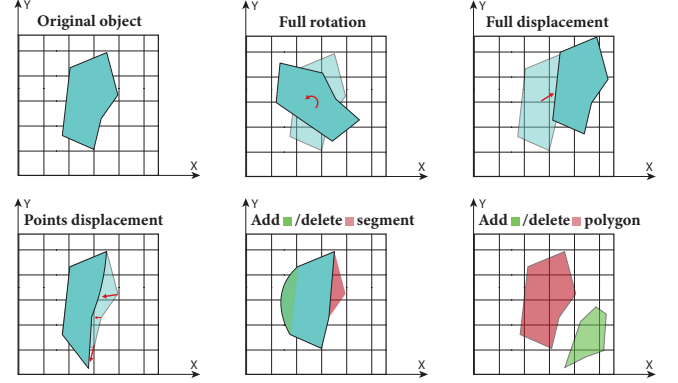 Y
Original object
X
Y
Full rotation
X
Y
Full displacement
X
Y
Points displacement
X
Y
Add /delete segment
X
Y
Add /delete polygon
X